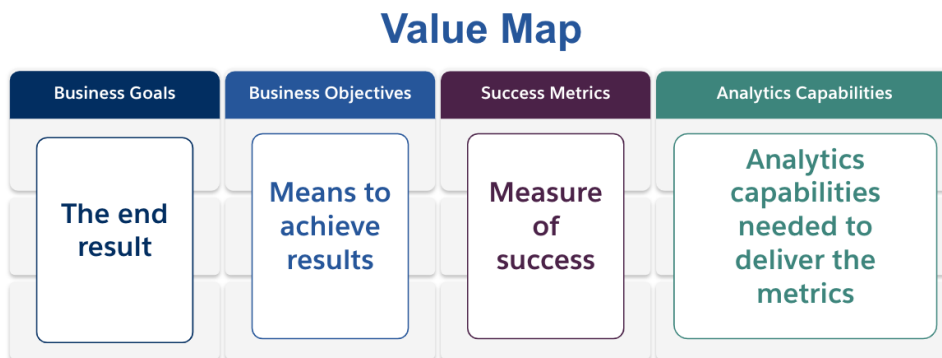 Value Map
Business Goals
Business Objectives
Success Metrics
Analytics Capabilities
The end
result
Means to
achieve
results
Measure
of
success
Analytics
capabilities
needed to
deliver the
metrics